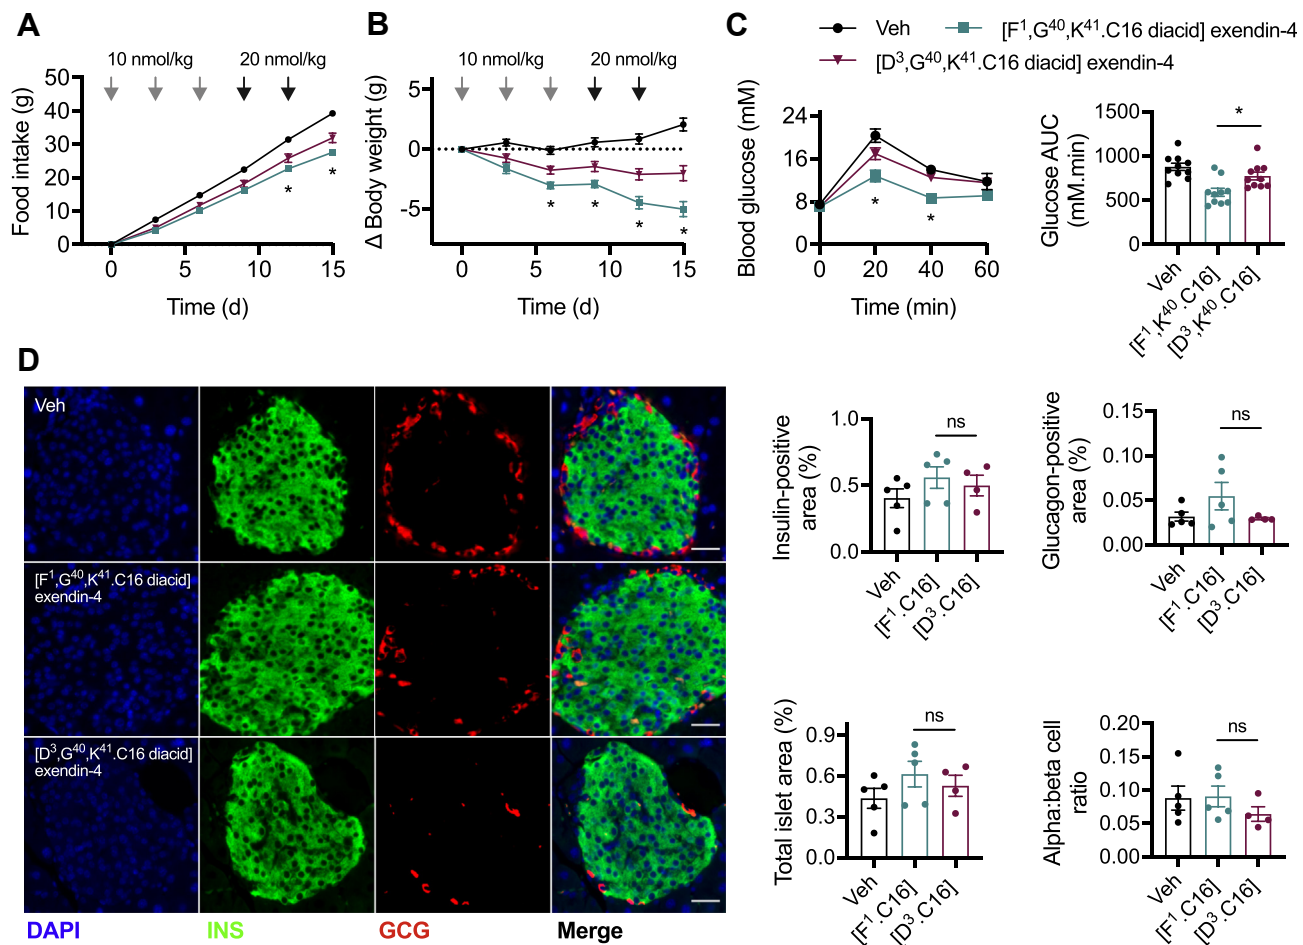 A
10 nmol/kg 20 nmol/kg
Food intake (g)
50
40
30
20
10
0
* *
0 5 10 15
Time (d)
B
10 nmol/kg 20 nmol/kg
Δ Body weight (g)
5
0
-5
* * * *
0 5 10 15
Time (d)
C
Veh
[F¹,G⁴⁰,K⁴¹.C16 diacid] exendin-4
[D³,G⁴⁰,K⁴¹.C16 diacid] exendin-4
Blood glucose (mM)
24
16
8
0
* *
0 20 40 60
Time (min)
Glucose AUC
(mM.min)
1500
1000
500
0
*
Veh
[F¹,K⁴⁰.C16]
[D³,K⁴⁰.C16]
D
Veh
[F¹,G⁴⁰,K⁴¹.C16 diacid]
exendin-4
[D³,G⁴⁰,K⁴¹.C16 diacid]
exendin-4
DAPI INS GCG Merge
Insulin-positive
area (%)
1.0
0.5
0.0
ns
Veh
[F¹.C16]
[D³.C16]
Glucagon-positive
area (%)
0.15
0.10
0.05
0.00
ns
Veh
[F¹.C16]
[D³.C16]
Total islet area (%)
0.9
0.6
0.3
0.0
ns
Veh
[F¹.C16]
[D³.C16]
Alpha:beta cell
ratio
0.20
0.15
0.10
0.05
0.00
ns
Veh
[F¹.C16]
[D³.C16]